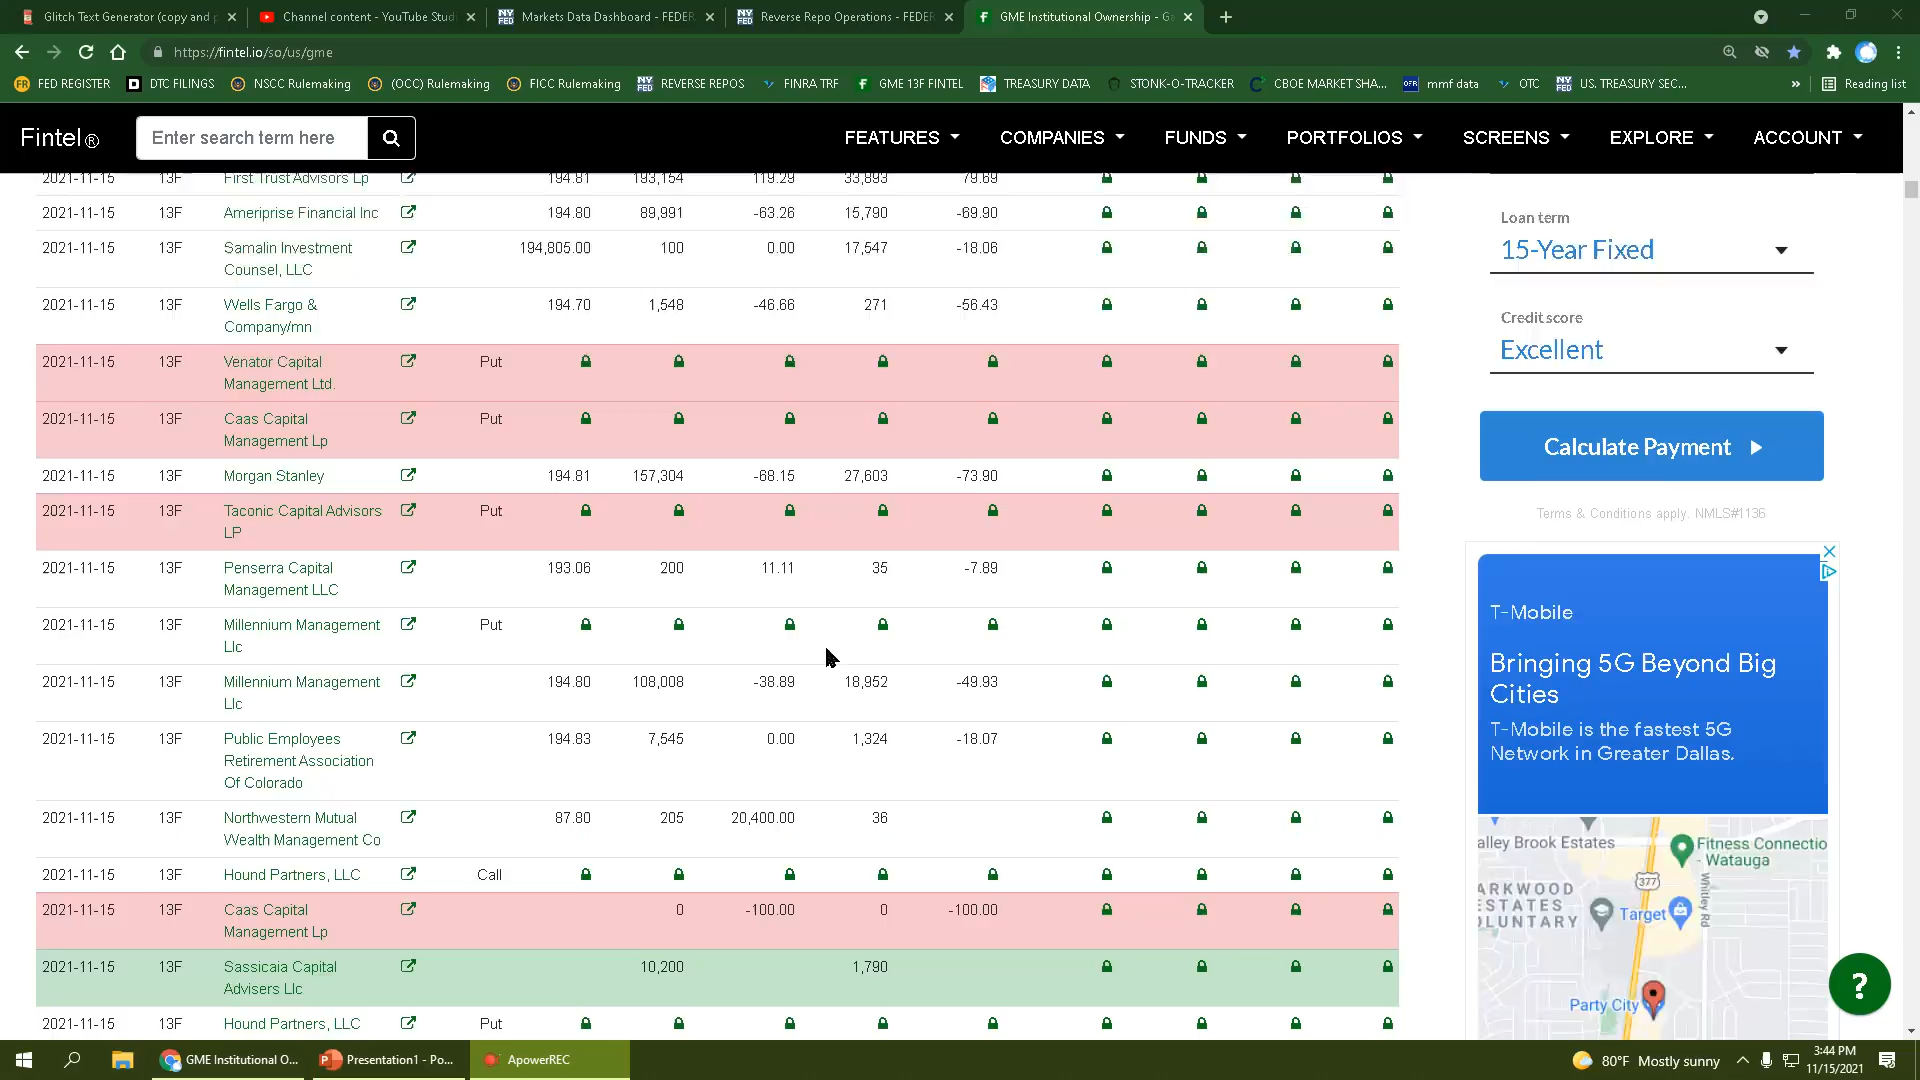 Glitch Text Generator (copy and p
Channel content - YouTube Studi
Markets Data Dashboard - FEDER
Reverse Repo Operations - FEDER
GME Institutional Ownership - Ga
https://fintel.io/so/us/gme
FED REGISTER DTC FILINGS NSCC Rulemaking (OCC) Rulemaking FICC Rulemaking REVERSE REPOS FINRA TRF GME 13F FINTEL TREASURY DATA STONK-O-TRACKER CBOE MARKET SHA... mmf data OTC U.S. TREASURY SEC... » Reading list
Fintel ® Enter search term here FEATURES COMPANIES FUNDS PORTFOLIOS SCREENS EXPLORE ACCOUNT
2021-11-15 13F First Trust Advisors Lp 194.81 193,154 119.29 33,893 79.69
2021-11-15 13F Ameriprise Financial Inc 194.80 89,991 -63.26 15,790 -69.90
2021-11-15 13F Samalin Investment 194,805.00 100 0.00 17,547 -18.06
Counsel, LLC
2021-11-15 13F Wells Fargo & 194.70 1,548 -46.66 271 -56.43
Company/mn
2021-11-15 13F Venator Capital Put
Management Ltd.
2021-11-15 13F Caas Capital Put
Management Lp
2021-11-15 13F Morgan Stanley 194.81 157,304 -68.15 27,603 -73.90
2021-11-15 13F Taconic Capital Advisors Put
LP
2021-11-15 13F Penserra Capital 193.06 200 11.11 35 -7.89
Management LLC
2021-11-15 13F Millennium Management Put
Llc
2021-11-15 13F Millennium Management 194.80 108,008 -38.89 18,952 -49.93
Llc
2021-11-15 13F Public Employees 194.83 7,545 0.00 1,324 -18.07
Retirement Association
Of Colorado
2021-11-15 13F Northwestern Mutual 87.80 205 20,400.00 36
Wealth Management Co
2021-11-15 13F Hound Partners, LLC Call
2021-11-15 13F Caas Capital 0 -100.00 0 -100.00
Management Lp
2021-11-15 13F Sassicaia Capital 10,200 1,790
Advisers Llc
2021-11-15 13F Hound Partners, LLC Put
Loan term
15-Year Fixed
Credit score
Excellent
Calculate Payment
Terms & Conditions apply. NMLS#1136
T-Mobile
Bringing 5G Beyond Big
Cities
T-Mobile is the fastest 5G
Network in Greater Dallas.
alley Brook Estates
Fitness Connectio
- Watauga
377
Whitley Rd
ARKWOOD
ESTATES
OLUNTARY
Target
Party City
?
GME Institutional O... Presentation1 - Po... ApowerREC
80°F Mostly sunny
3:44 PM
11/15/2021